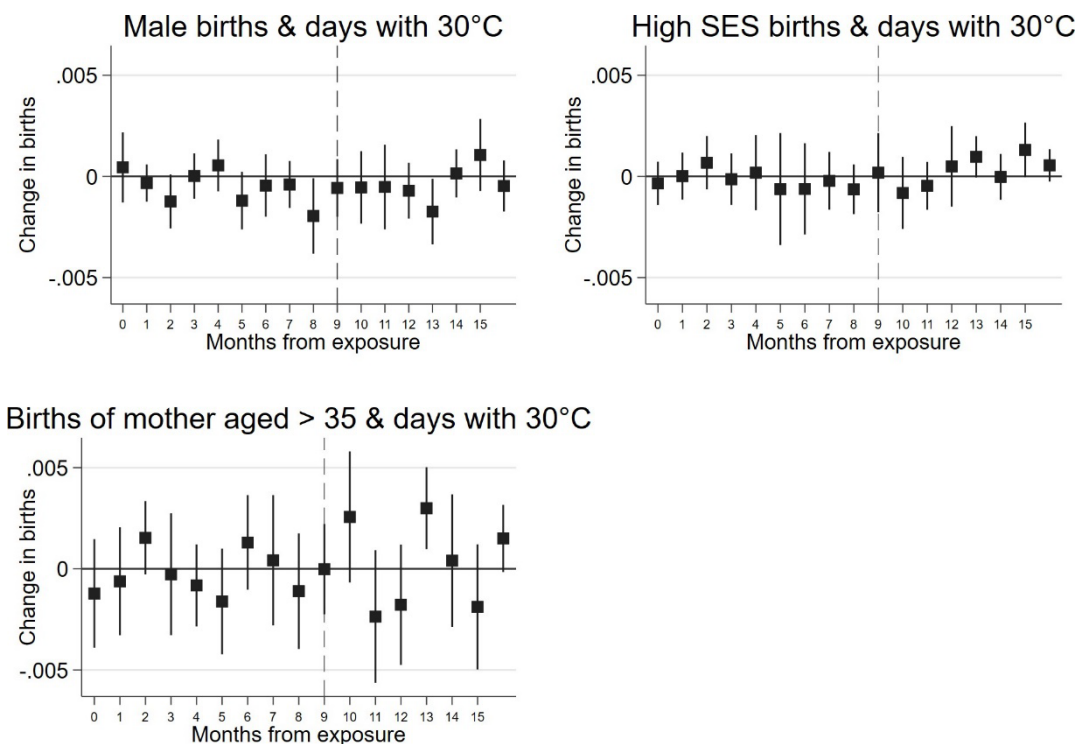 Male births & days with 30°C
.005
0
-.005
Change in births
0 1 2 3 4 5 6 7 8 9 10 11 12 13 14 15
Months from exposure
High SES births & days with 30°C
.005
0
-.005
Change in births
0 1 2 3 4 5 6 7 8 9 10 11 12 13 14 15
Months from exposure
Births of mother aged > 35 & days with 30°C
.005
0
-.005
Change in births
0 1 2 3 4 5 6 7 8 9 10 11 12 13 14 15
Months from exposure